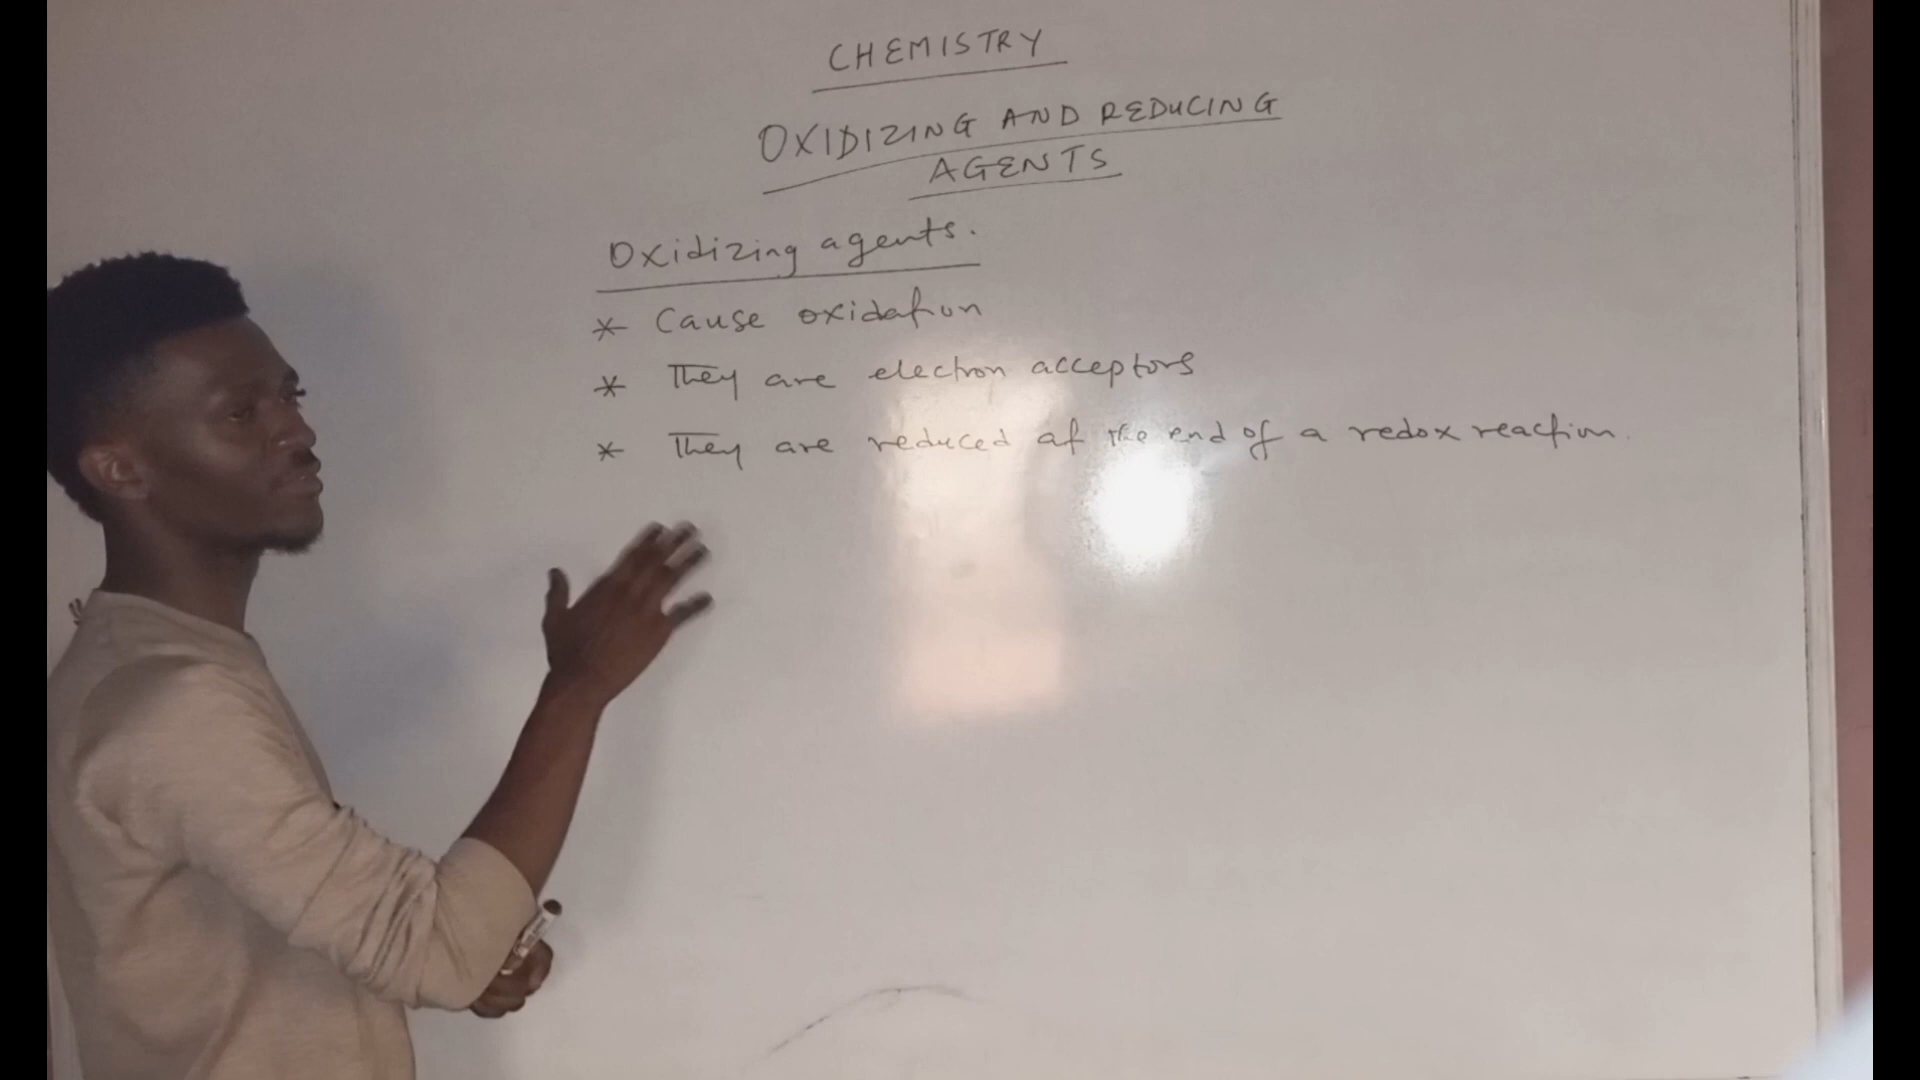 CHEMISTRY
OXIDIZING AND REDUCING
AGENTS
Oxidizing agents.
* Cause oxidation
* They are electron acceptors
* They are reduced at the end of a redox reaction.